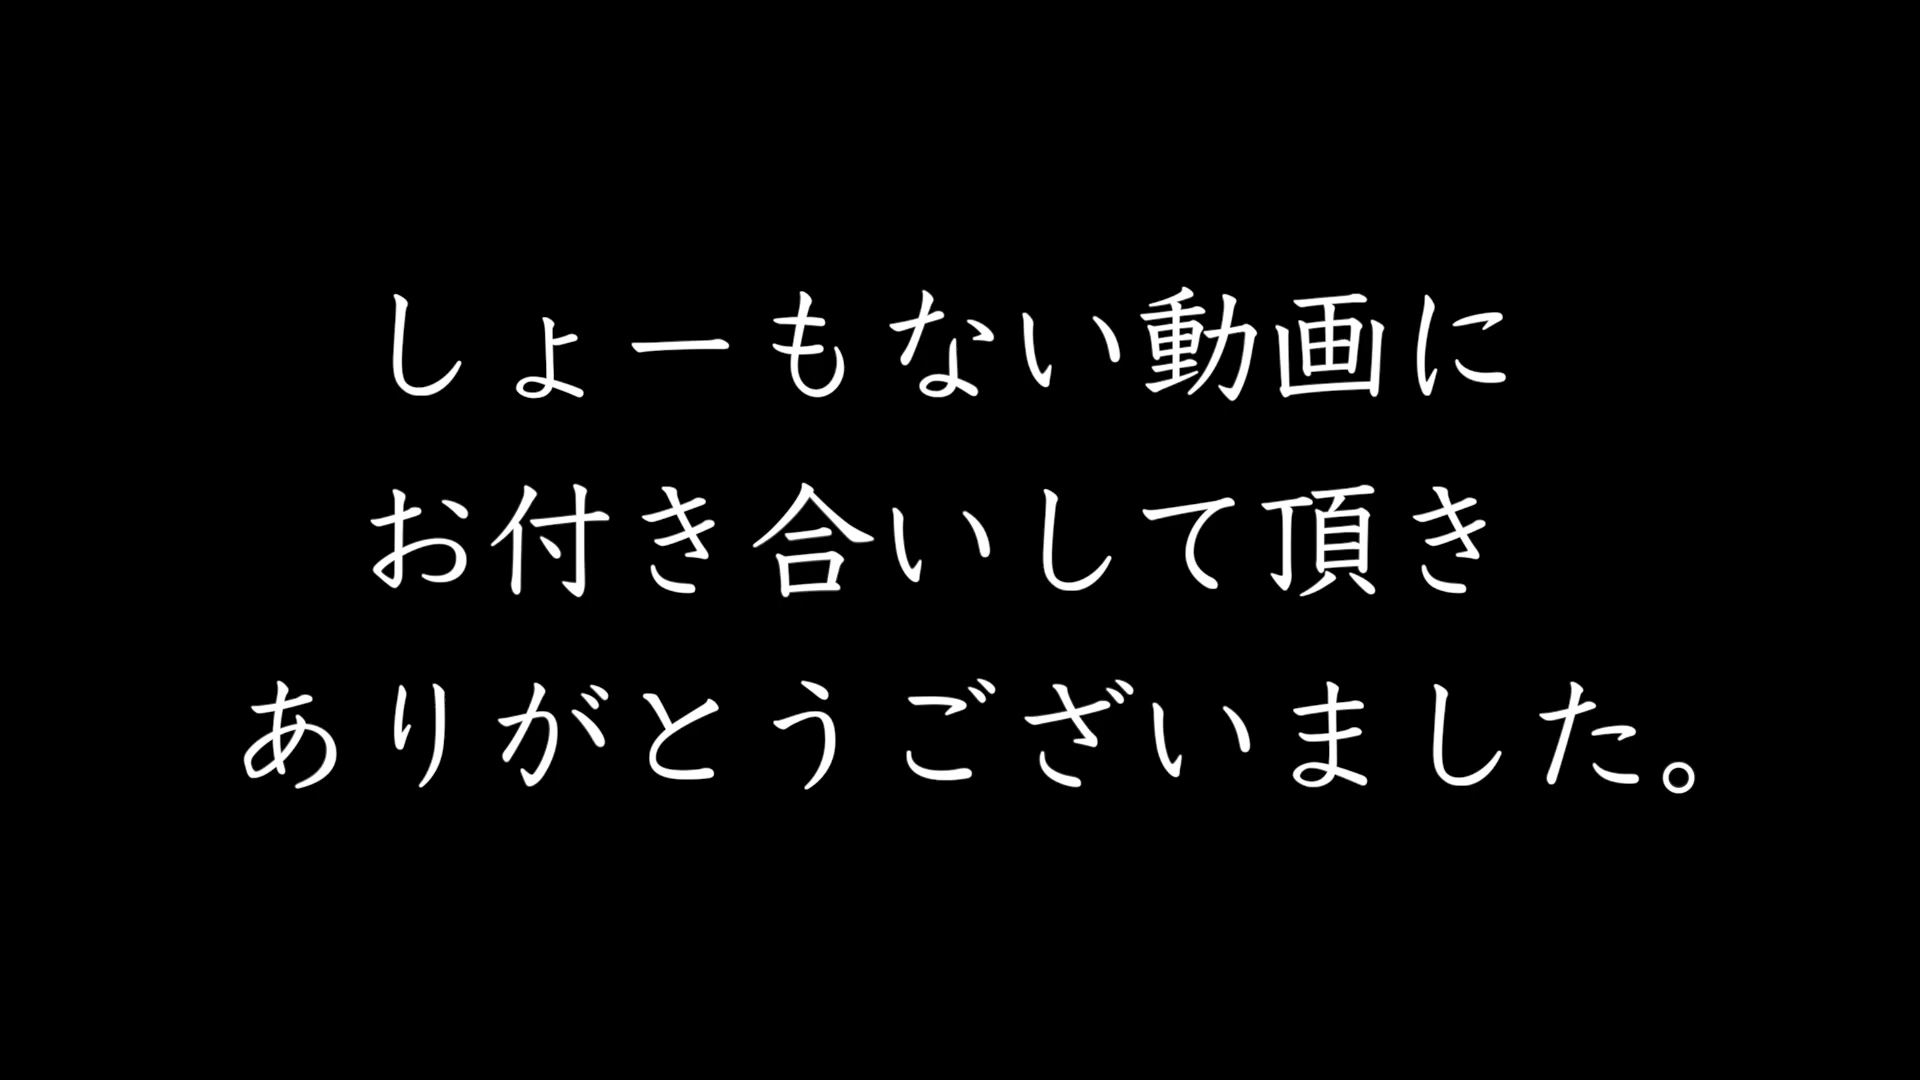 しょーもない動画に
お付き合いして頂き
ありがとうございました。